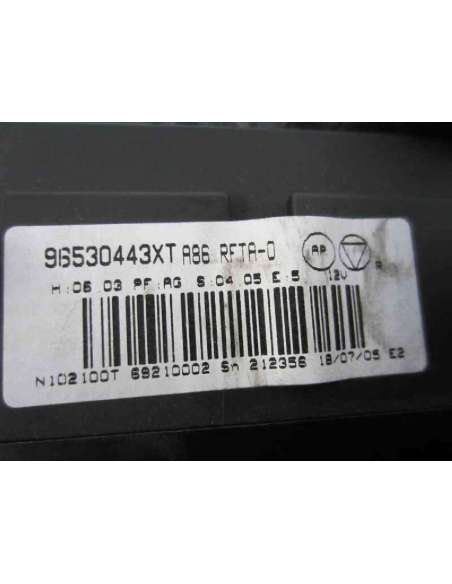 96530443XT A86 RFTA-0 AP
H:06.03 PF:AG S:04.05 E:5 12V
N102100T 69210002 Sn 212356 18/07/05 E2